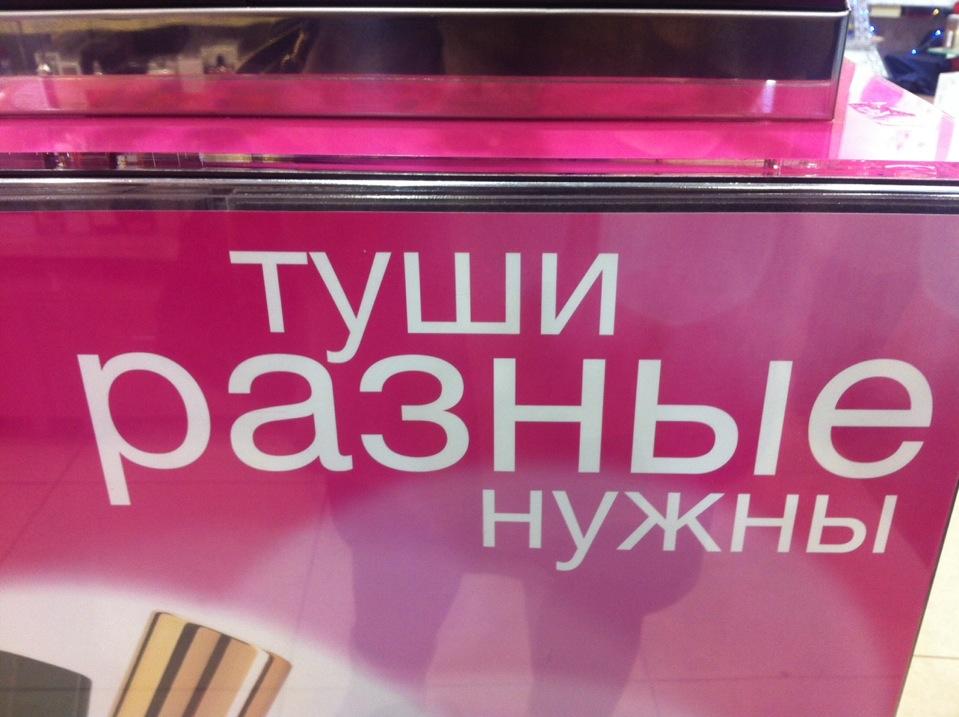 туши
разные
нужны